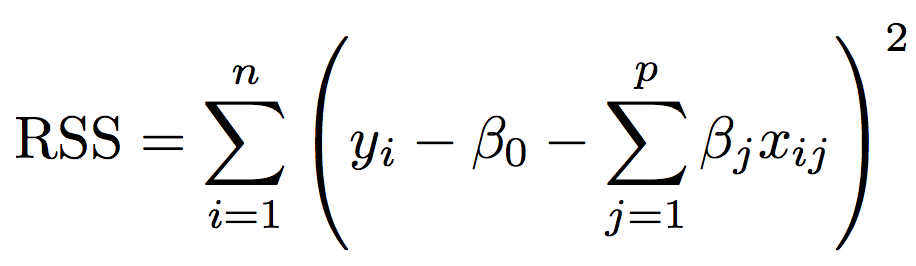 RSS = \sum_{i=1}^{n} \left( y_i - \beta_0 - \sum_{j=1}^{p} \beta_j x_{ij} \right)^2